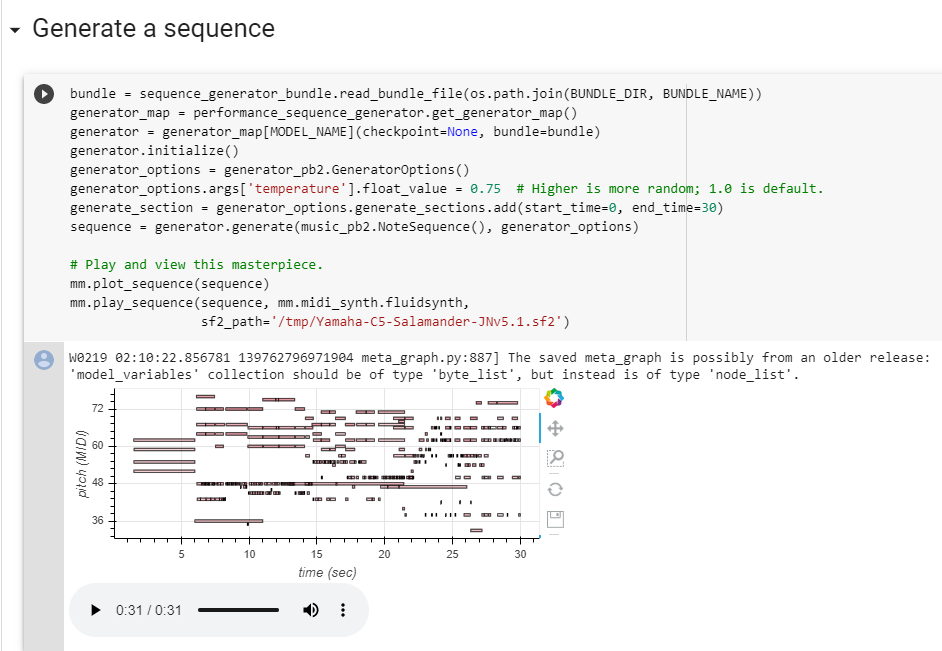 Generate a sequence
bundle = sequence_generator_bundle.read_bundle_file(os.path.join(BUNDLE_DIR, BUNDLE_NAME))
generator_map = performance_sequence_generator.get_generator_map()
generator = generator_map[MODEL_NAME](checkpoint=None, bundle=bundle)
generator.initialize()
generator_options = generator_pb2.GeneratorOptions()
generator_options.args['temperature'].float_value = 0.75  # Higher is more random; 1.0 is default.
generate_section = generator_options.generate_sections.add(start_time=0, end_time=30)
sequence = generator.generate(music_pb2.NoteSequence(), generator_options)
# Play and view this masterpiece.
mm.plot_sequence(sequence)
mm.play_sequence(sequence, mm.midi_synth.fluidsynth,
sf2_path='/tmp/Yamaha-C5-Salamander-JNv5.1.sf2')
W0219 02:10:22.856781 139762796971904 meta_graph.py:887] The saved meta_graph is possibly from an older release:
'model_variables' collection should be of type 'byte_list', but instead is of type 'node_list'.
72
60
48
36
pitch (MIDI)
5 10 15 20 25 30
time (sec)
0:31 / 0:31